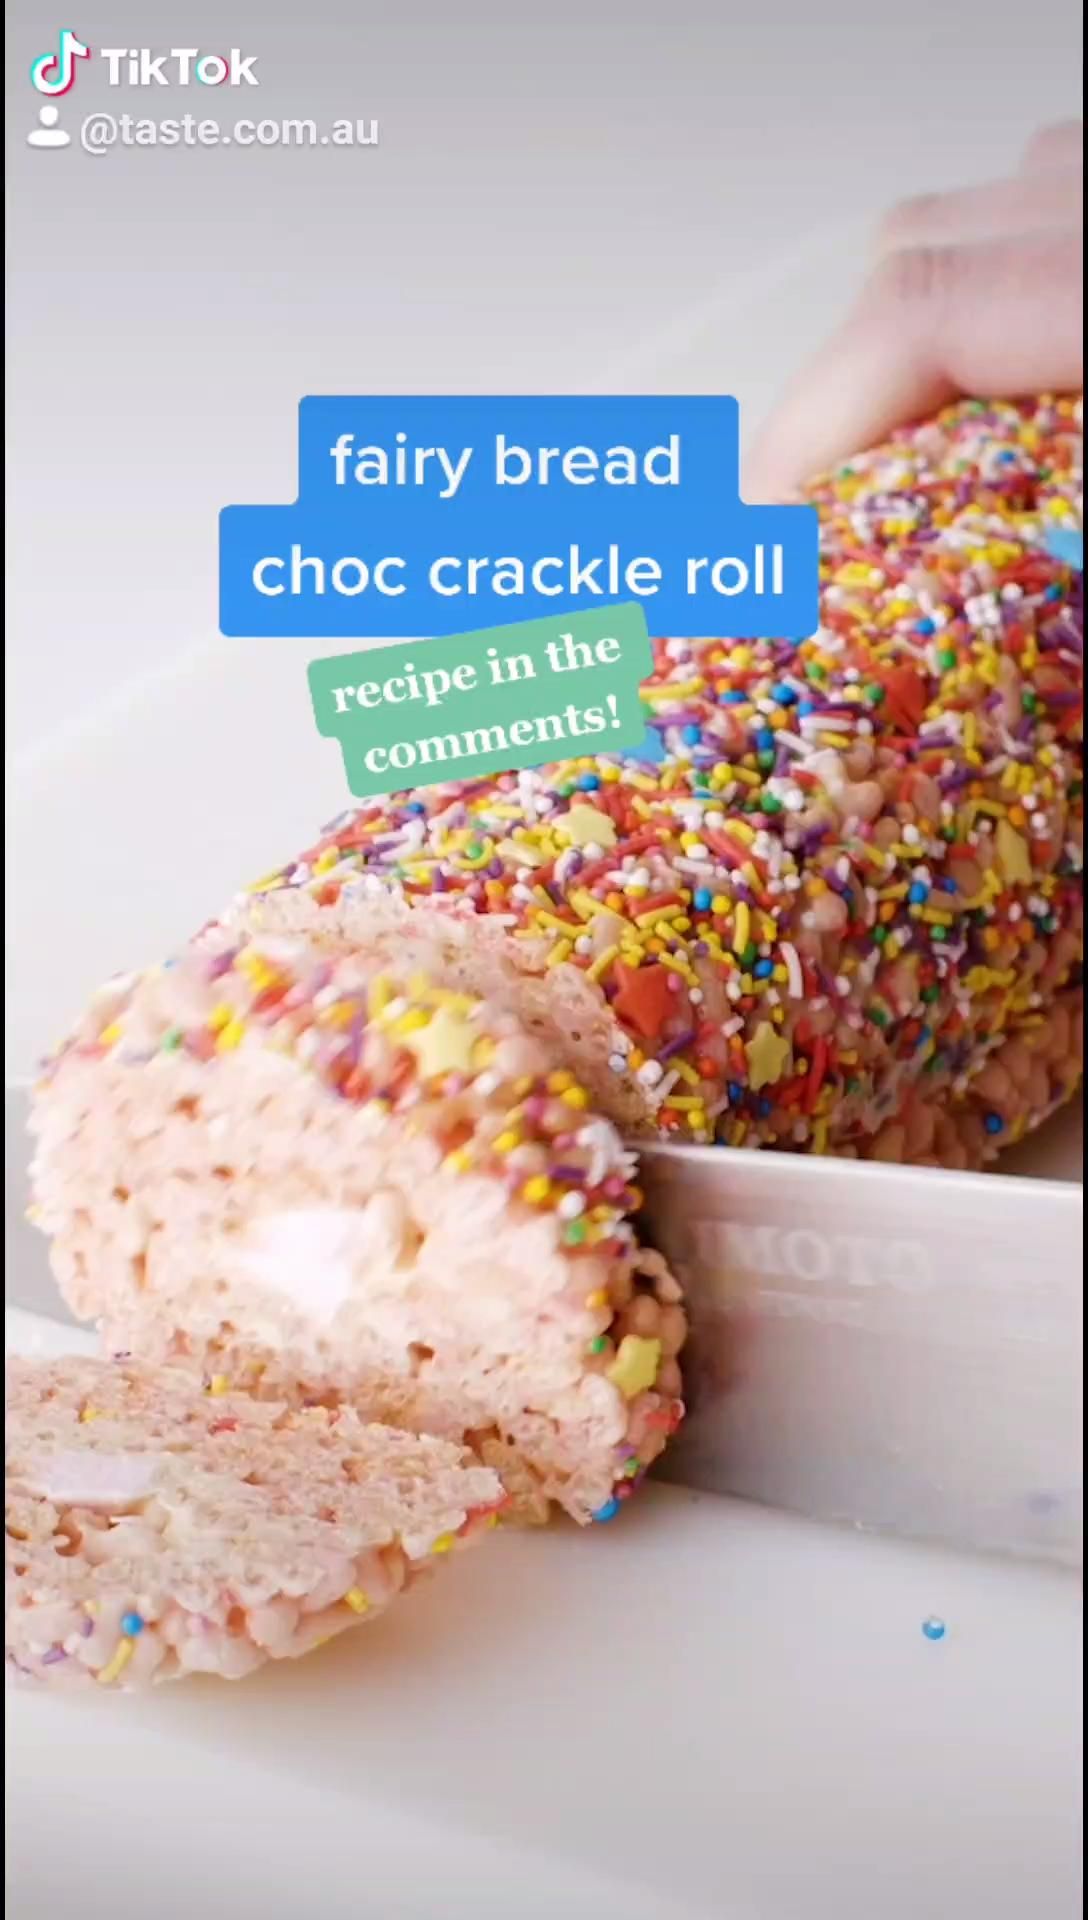 TikTok
@taste.com.au
fairy bread
choc crackle roll
recipe in the
comments!